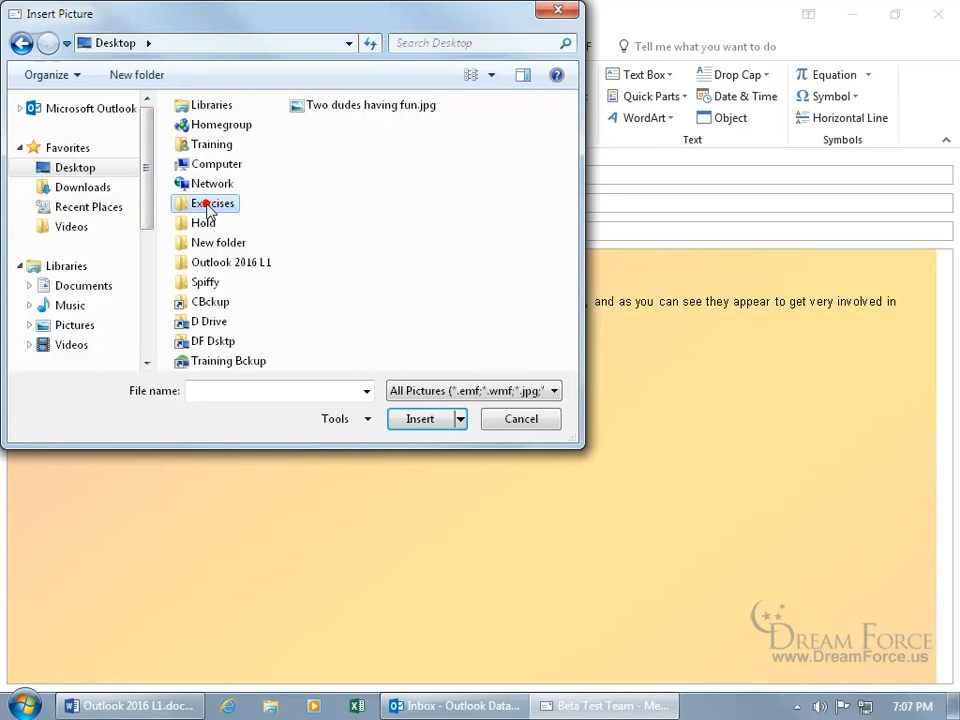 Insert Picture
Desktop
Search Desktop
Organize
New folder
Microsoft Outlook
Favorites
Desktop
Downloads
Recent Places
Videos
Libraries
Documents
Music
Pictures
Videos
Libraries
Homegroup
Training
Computer
Network
Exercises
Hold
New folder
Outlook 2016 L1
Spiffy
CBckup
D Drive
DF Dsktp
Training Bckup
Two dudes having fun.jpg
File name:
All Pictures (*.emf;*.wmf;*.jpg;*
Tools
Insert
Cancel
Tell me what you want to do
Text Box
Drop Cap
Equation
Quick Parts
Date & Time
Symbol
WordArt
Object
Horizontal Line
Text
Symbols
, and as you can see they appear to get very involved in
DREAM FORCE
www.DreamForce.us
Outlook 2016 L1.doc...
Inbox - Outlook Data...
Beta Test Team - Me...
7:07 PM